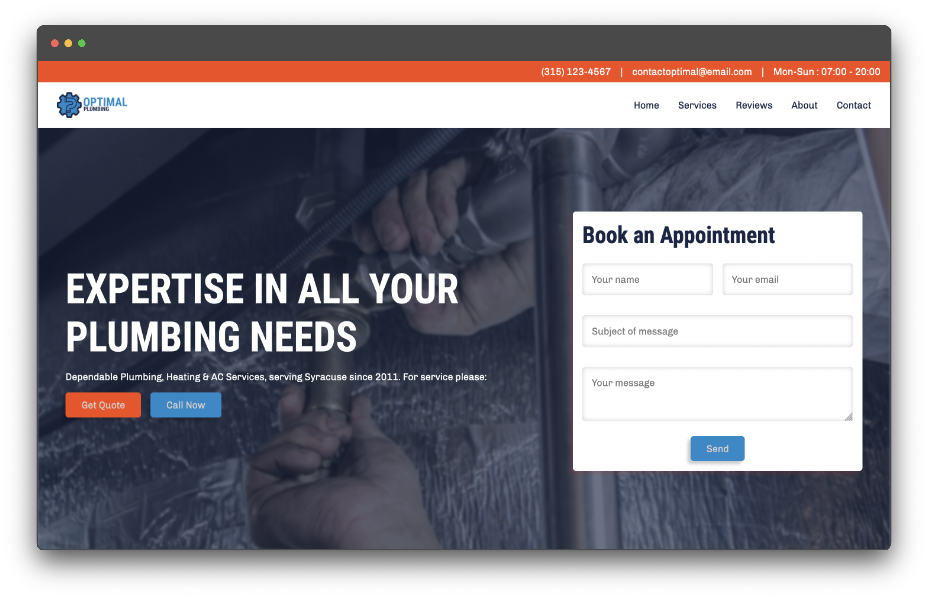 (315) 123-4567 | contactoptimal@email.com | Mon-Sun : 07:00 - 20:00
OPTIMAL
PLUMBING
Home Services Reviews About Contact
EXPERTISE IN ALL YOUR
PLUMBING NEEDS
Dependable Plumbing, Heating & AC Services, serving Syracuse since 2011. For service please:
Get Quote Call Now
Book an Appointment
Your name Your email
Subject of message
Your message
Send